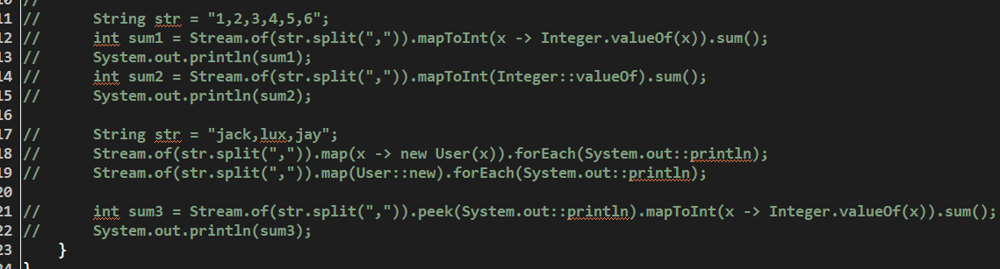 10 //
11 // String str = "1,2,3,4,5,6";
12 // int sum1 = Stream.of(str.split(",")).mapToInt(x -> Integer.valueOf(x)).sum();
13 // System.out.println(sum1);
14 // int sum2 = Stream.of(str.split(",")).mapToInt(Integer::valueOf).sum();
15 // System.out.println(sum2);
16
17 // String str = "jack,lux,jay";
18 // Stream.of(str.split(",")).map(x -> new User(x)).forEach(System.out::println);
19 // Stream.of(str.split(",")).map(User::new).forEach(System.out::println);
20
21 // int sum3 = Stream.of(str.split(",")).peek(System.out::println).mapToInt(x -> Integer.valueOf(x)).sum();
22 // System.out.println(sum3);
23 }
24 }